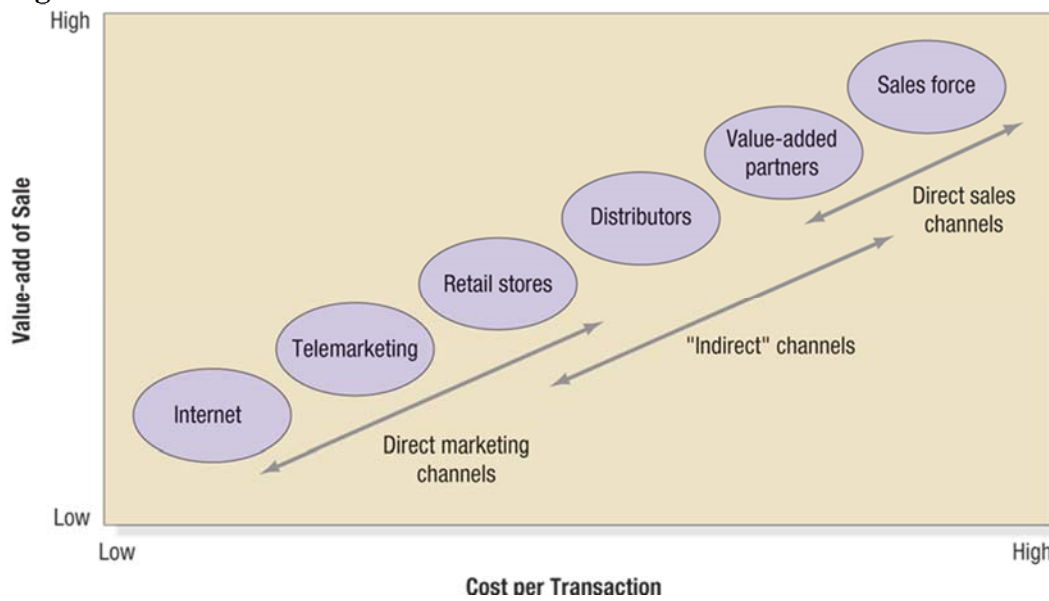 High
Sales force
Value-added
partners
Direct sales
channels
Distributors
Retail stores
"Indirect" channels
Telemarketing
Internet
Direct marketing
channels
Value-add of Sale
Low
Low
High
Cost per Transaction